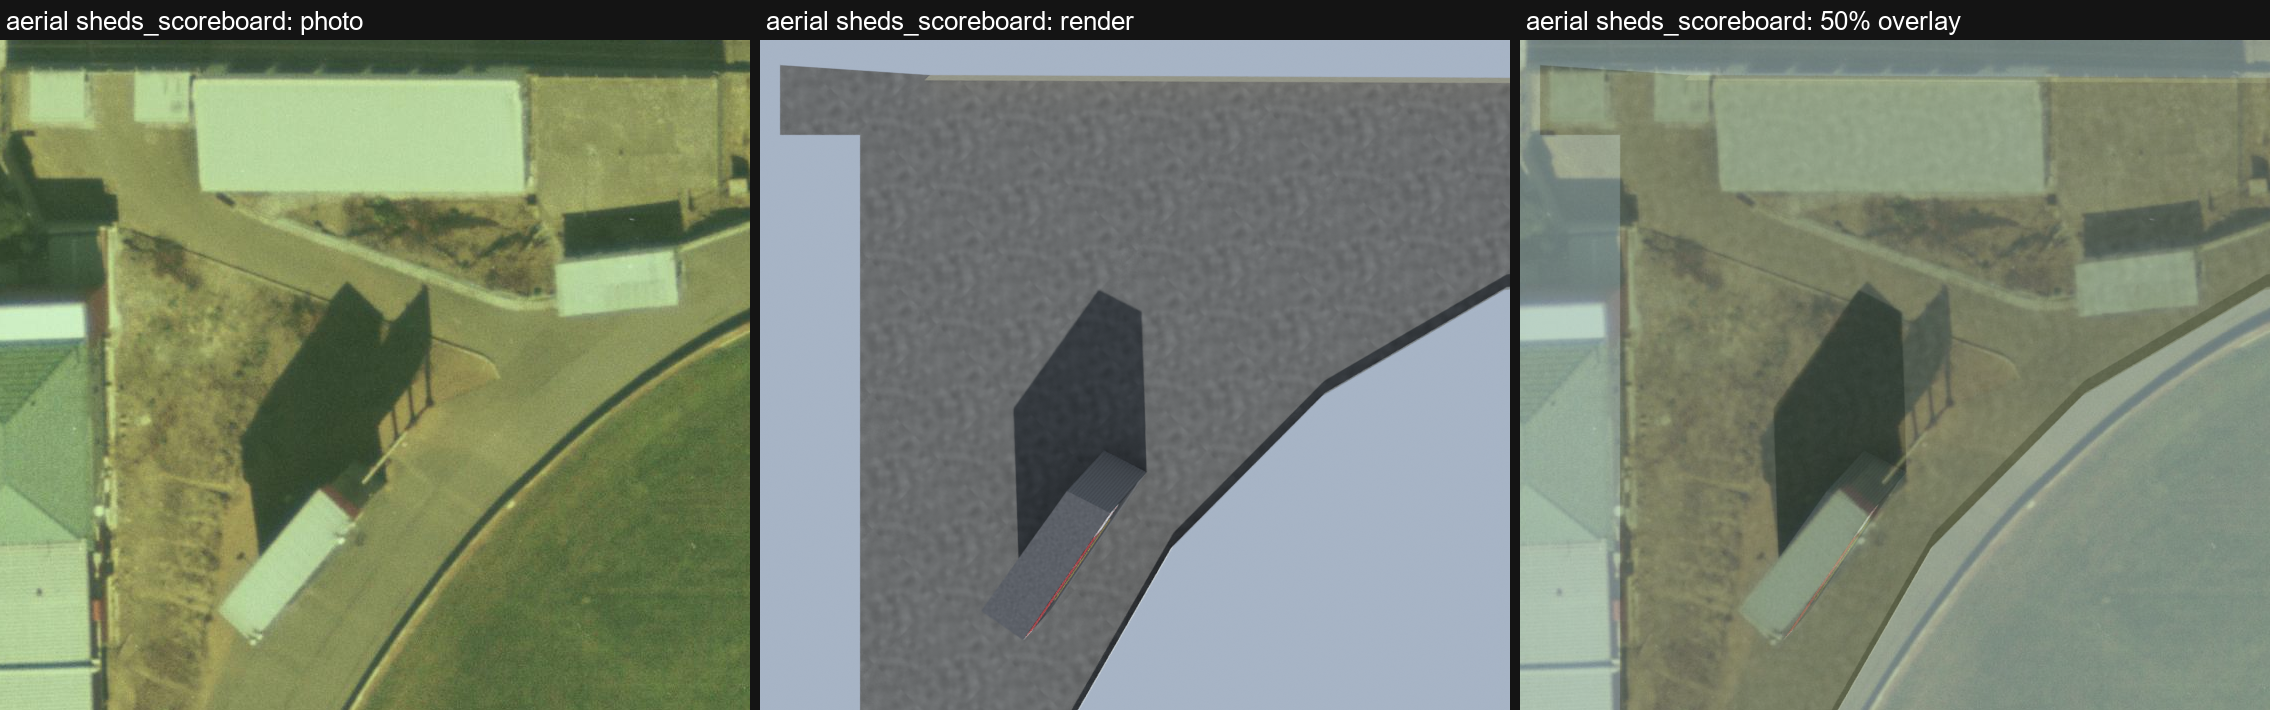 aerial sheds_scoreboard: photo
aerial sheds_scoreboard: render
aerial sheds_scoreboard: 50% overlay